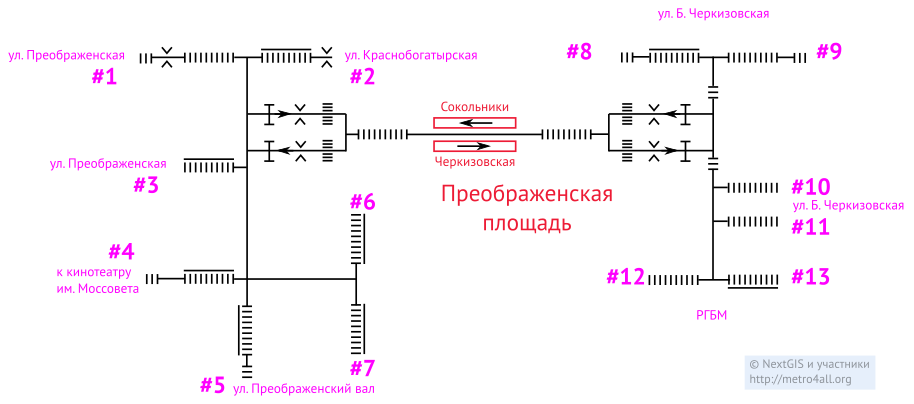 ул. Б. Черкизовская
#8
#9
ул. Преображенская
#1
ул. Краснобогатырская
#2
Сокольники
Черкизовская
Преображенская
площадь
ул. Преображенская
#3
#6
#10
ул. Б. Черкизовская
#11
#4
к кинотеатру
им. Моссовета
#12
#13
РГБМ
#5
ул. Преображенский вал
#7
© NextGIS и участники
http://metro4all.org